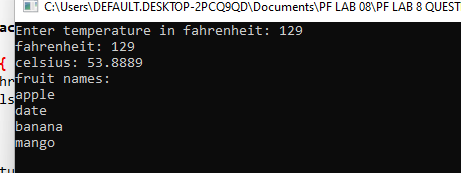 C:\Users\DEFAULT.DESKTOP-2PCQ9QD\Documents\PF LAB 08\PF LAB 8 QUEST
Enter temperature in fahrenheit: 129
fahrenheit: 129
celsius: 53.8889
fruit names:
apple
date
banana
mango